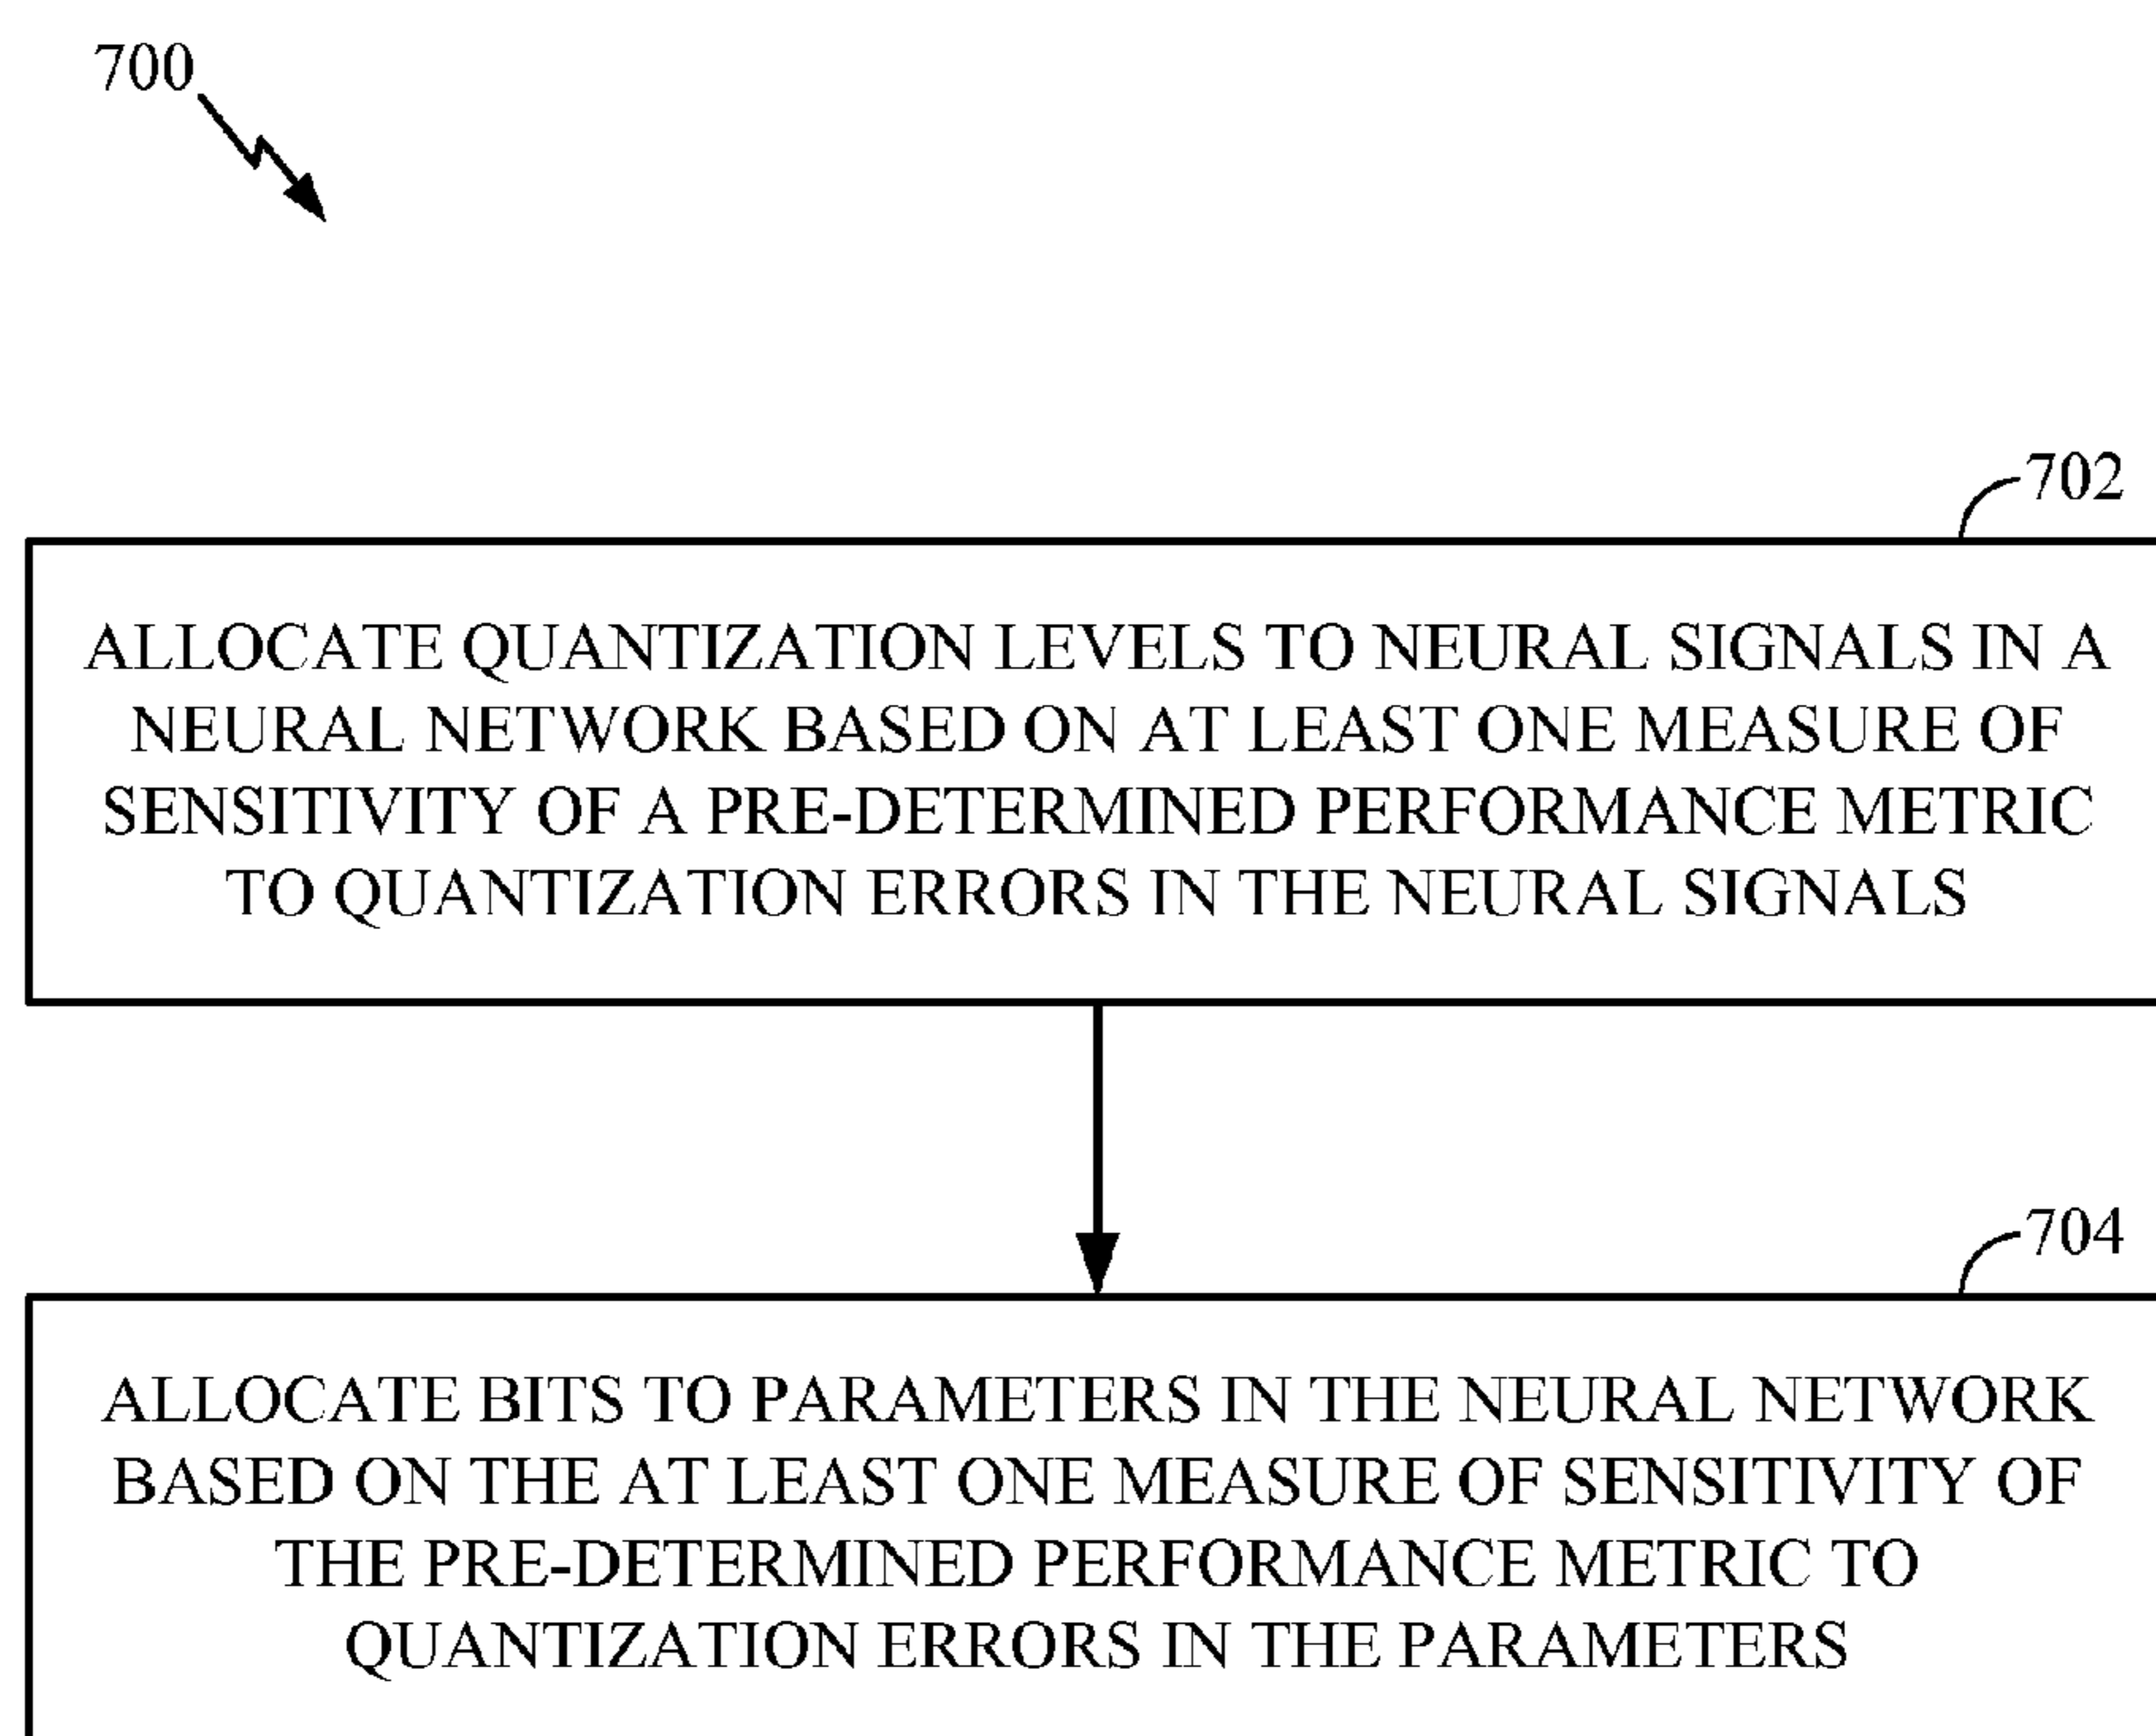 700
702
ALLOCATE QUANTIZATION LEVELS TO NEURAL SIGNALS IN A
NEURAL NETWORK BASED ON AT LEAST ONE MEASURE OF
SENSITIVITY OF A PRE-DETERMINED PERFORMANCE METRIC
TO QUANTIZATION ERRORS IN THE NEURAL SIGNALS
704
ALLOCATE BITS TO PARAMETERS IN THE NEURAL NETWORK
BASED ON THE AT LEAST ONE MEASURE OF SENSITIVITY OF
THE PRE-DETERMINED PERFORMANCE METRIC TO
QUANTIZATION ERRORS IN THE PARAMETERS